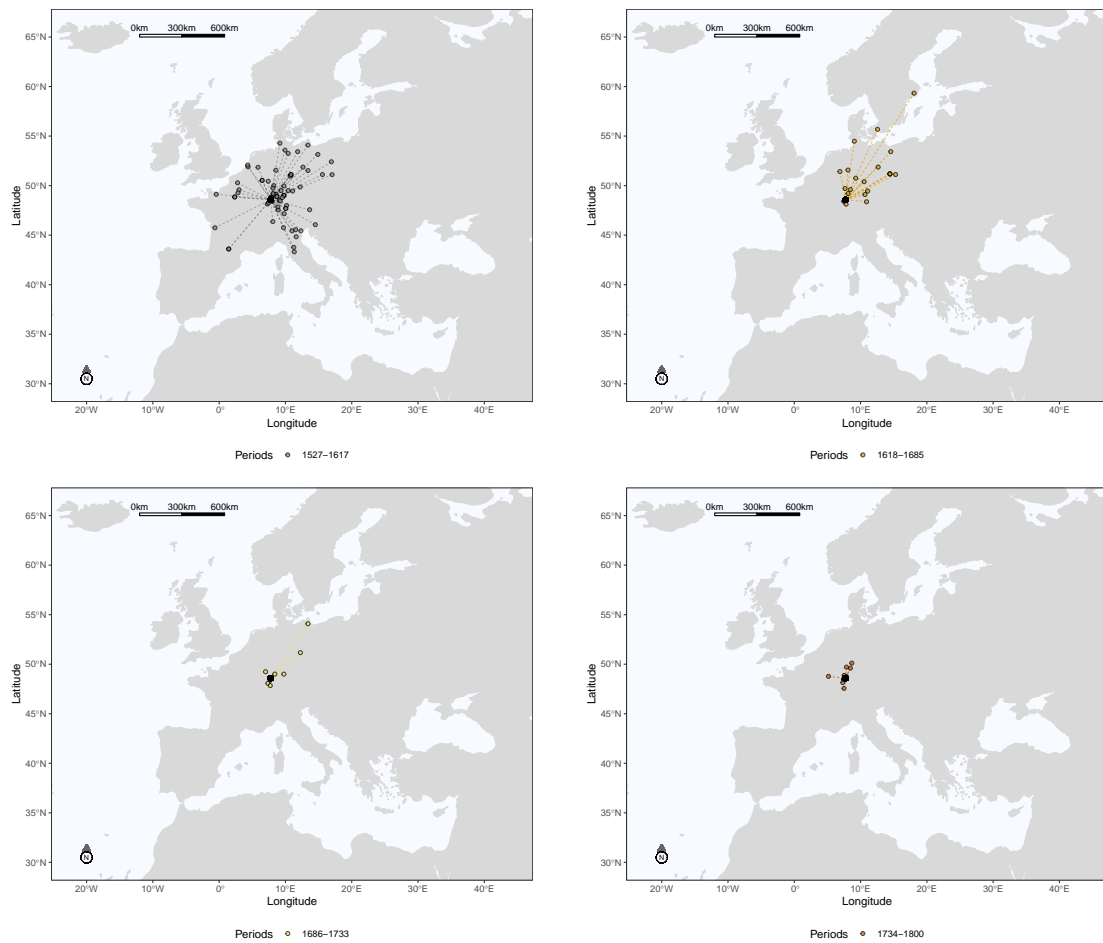 0km 300km 600km
65°N
60°N
55°N
50°N
45°N
40°N
35°N
30°N
Latitude
N
20°W 10°W 0° 10°E 20°E 30°E 40°E
Longitude
Periods 1527−1617
0km 300km 600km
65°N
60°N
55°N
50°N
45°N
40°N
35°N
30°N
Latitude
N
20°W 10°W 0° 10°E 20°E 30°E 40°E
Longitude
Periods 1618−1685
0km 300km 600km
65°N
60°N
55°N
50°N
45°N
40°N
35°N
30°N
Latitude
N
20°W 10°W 0° 10°E 20°E 30°E 40°E
Longitude
Periods 1686−1733
0km 300km 600km
65°N
60°N
55°N
50°N
45°N
40°N
35°N
30°N
Latitude
N
20°W 10°W 0° 10°E 20°E 30°E 40°E
Longitude
Periods 1734−1800